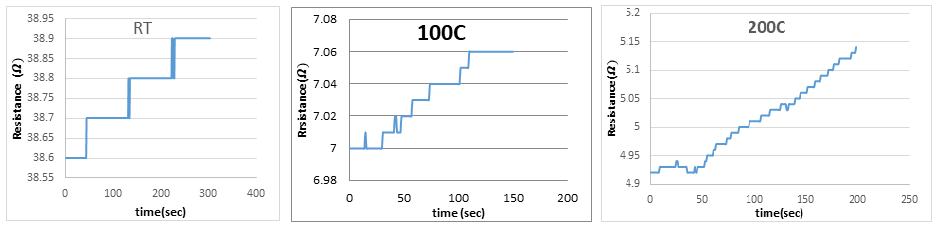 RT
Resistance (Ω)
38.95
38.9
38.85
38.8
38.75
38.7
38.65
38.6
38.55
0 100 200 300 400
time(sec)
100C
Rrsistance(Ω)
7.08
7.06
7.04
7.02
7
6.98
0 50 100 150 200
time(sec)
200C
Resistance(Ω)
5.2
5.15
5.1
5.05
5
4.95
4.9
0 50 100 150 200 250
time(sec)